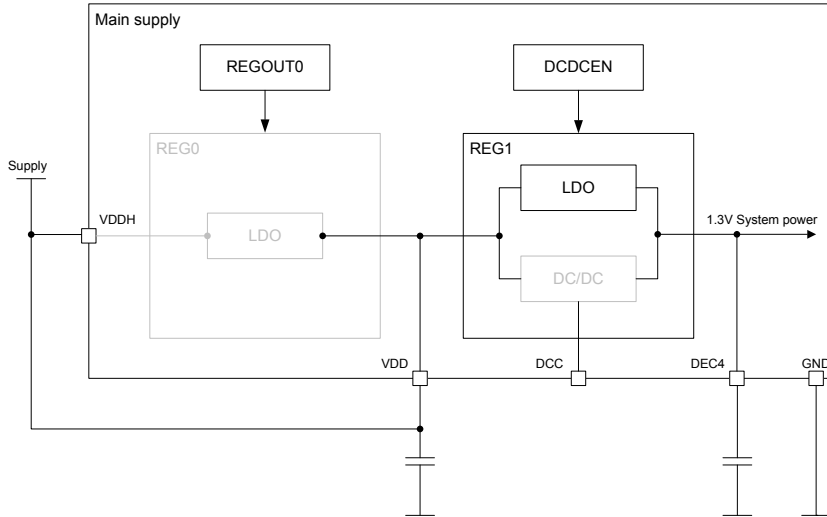 Main supply
REGOUT0
DCDCEN
REG0
REG1
Supply
LDO
VDDH
LDO
1.3V System power
DC/DC
VDD
DCC
DEC4
GND